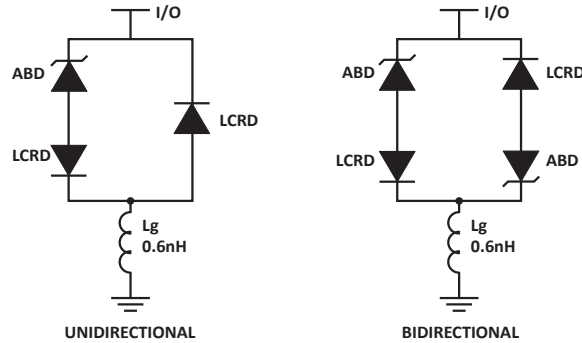 I/O
ABD
LCRD
LCRD
Lg
0.6nH
UNIDIRECTIONAL
I/O
ABD
LCRD
LCRD
ABD
Lg
0.6nH
BIDIRECTIONAL